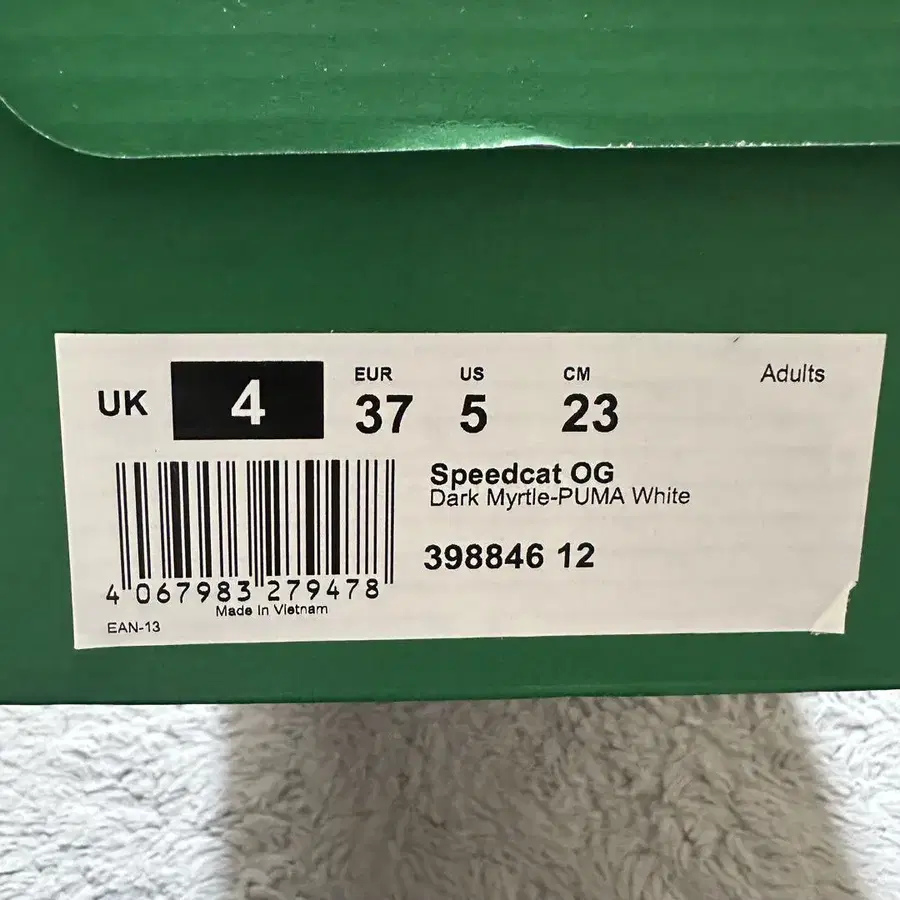 UK 4
EUR US CM Adults
37 5 23
Speedcat OG
Dark Myrtle-PUMA White
398846 12
4 067983 279478
Made In Vietnam
EAN-13